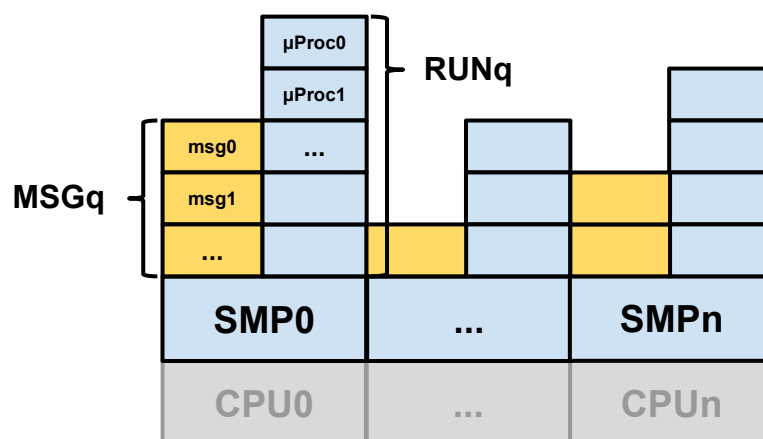 µProc0
RUNq
µProc1
msg0
...
MSGq
msg1
...
SMP0
...
SMPn
CPU0
...
CPUn